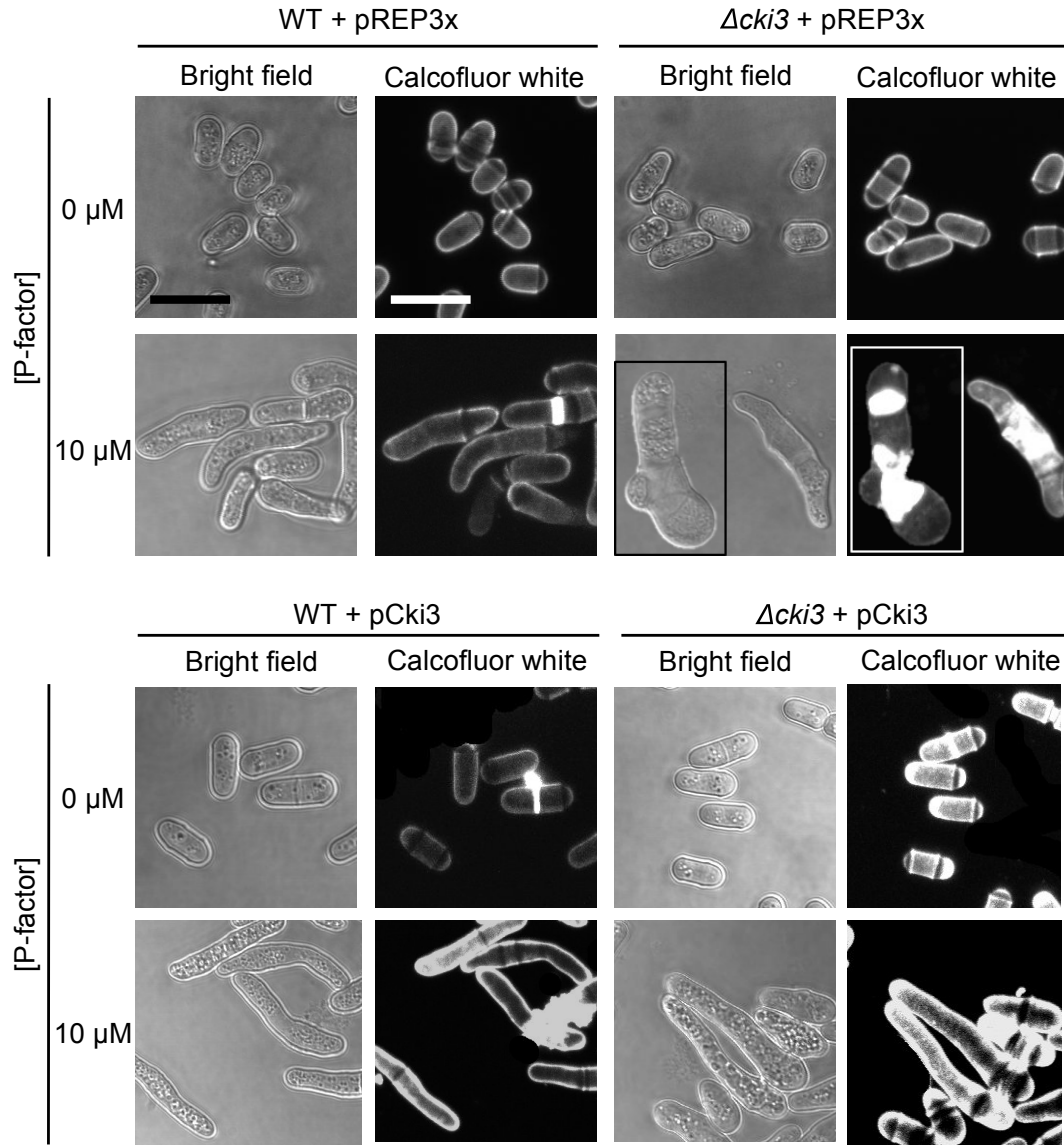 WT + pREP3x
Δcki3 + pREP3x
Bright field
Calcofluor white
Bright field
Calcofluor white
[P-factor]
0 µM
10 µM
WT + pCki3
Δcki3 + pCki3
Bright field
Calcofluor white
Bright field
Calcofluor white
[P-factor]
0 µM
10 µM